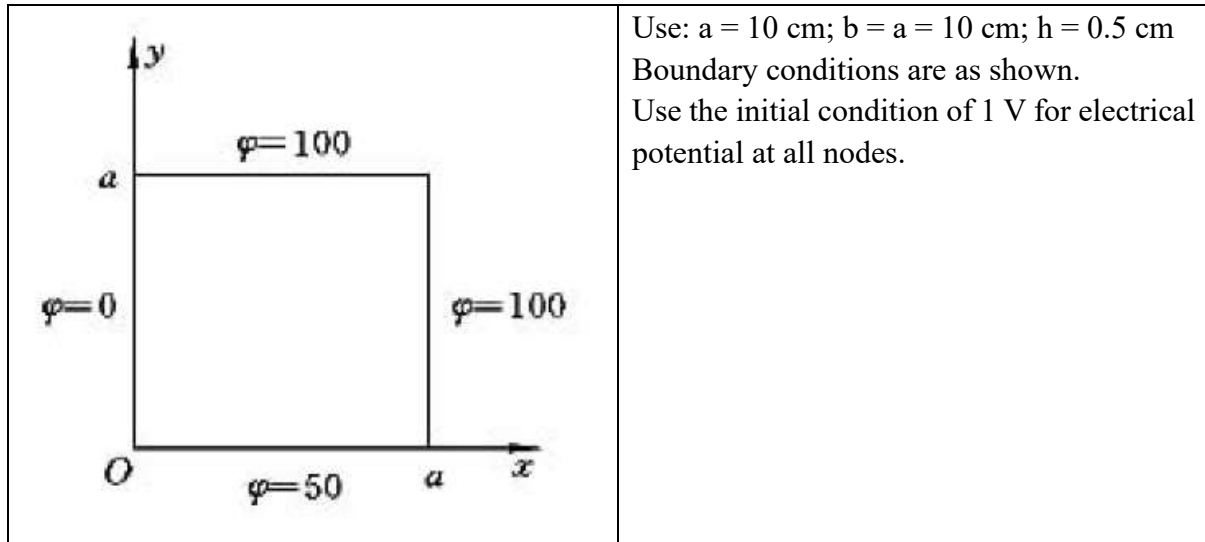 y
φ=100
a
φ=0
φ=100
O
φ=50
a
x
Use: a = 10 cm; b = a = 10 cm; h = 0.5 cm
Boundary conditions are as shown.
Use the initial condition of 1 V for electrical
potential at all nodes.